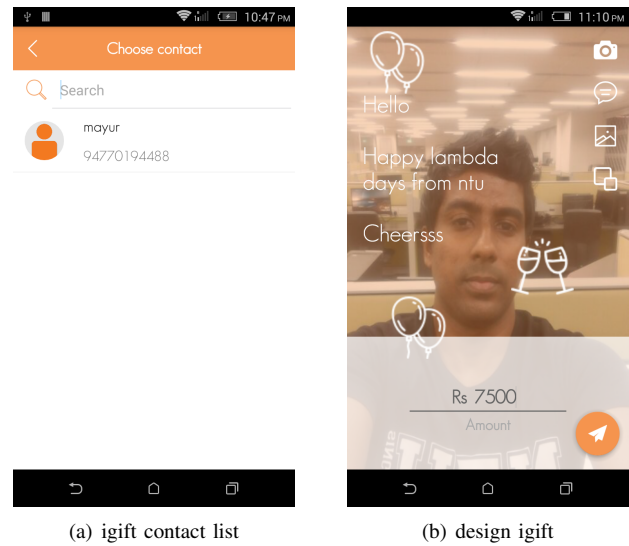 10:47 PM
Choose contact
Search
mayur
94770194488
(a) igift contact list
11:10 PM
Hello
Happy lambda
days from ntu
Cheersss
Rs 7500
Amount
(b) design igift